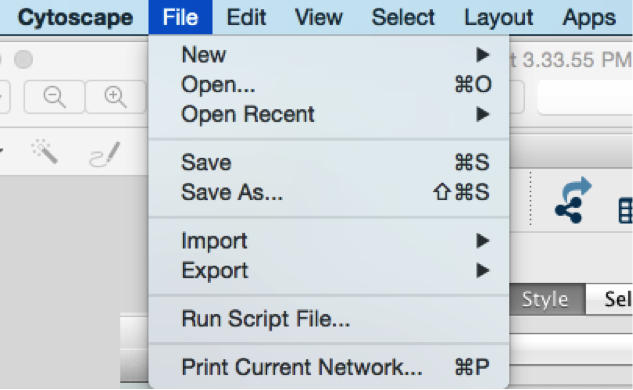 Cytoscape File Edit View Select Layout Apps
t 3.33.55 PM
New ▶
Open... ⌘O
Open Recent ▶
Save ⌘S
Save As... ⇧⌘S
Import ▶
Export ▶
Style Sel
Run Script File...
Print Current Network... ⌘P